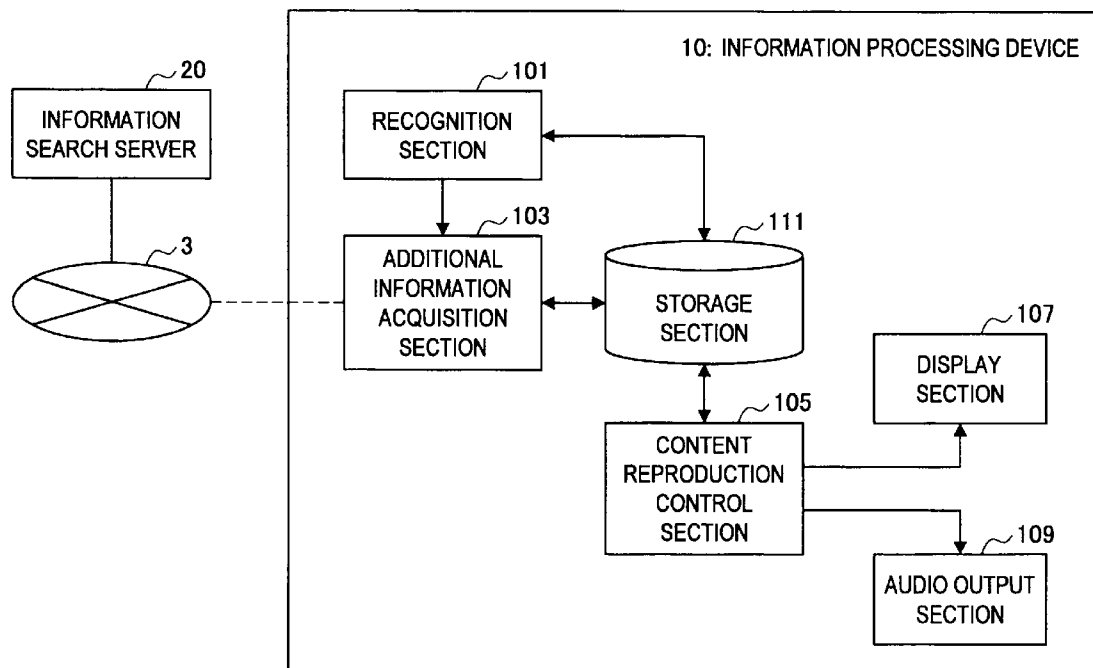 10: INFORMATION PROCESSING DEVICE
20
INFORMATION
SEARCH SERVER
3
101
RECOGNITION
SECTION
103
ADDITIONAL
INFORMATION
ACQUISITION
SECTION
111
STORAGE
SECTION
105
CONTENT
REPRODUCTION
CONTROL
SECTION
107
DISPLAY
SECTION
109
AUDIO OUTPUT
SECTION